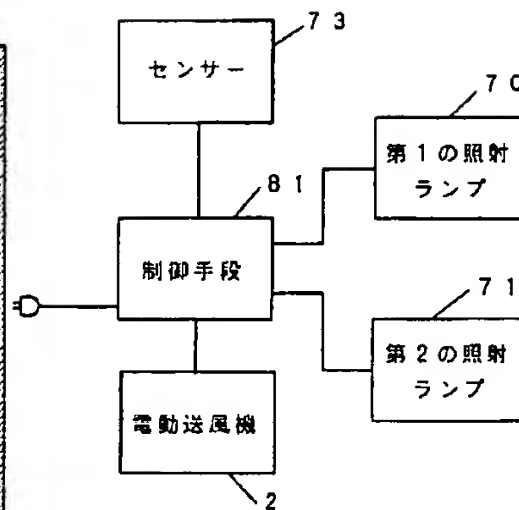 73
センサー
70
第1の照射
ランプ
81
制御手段
71
第2の照射
ランプ
電動送風機
2